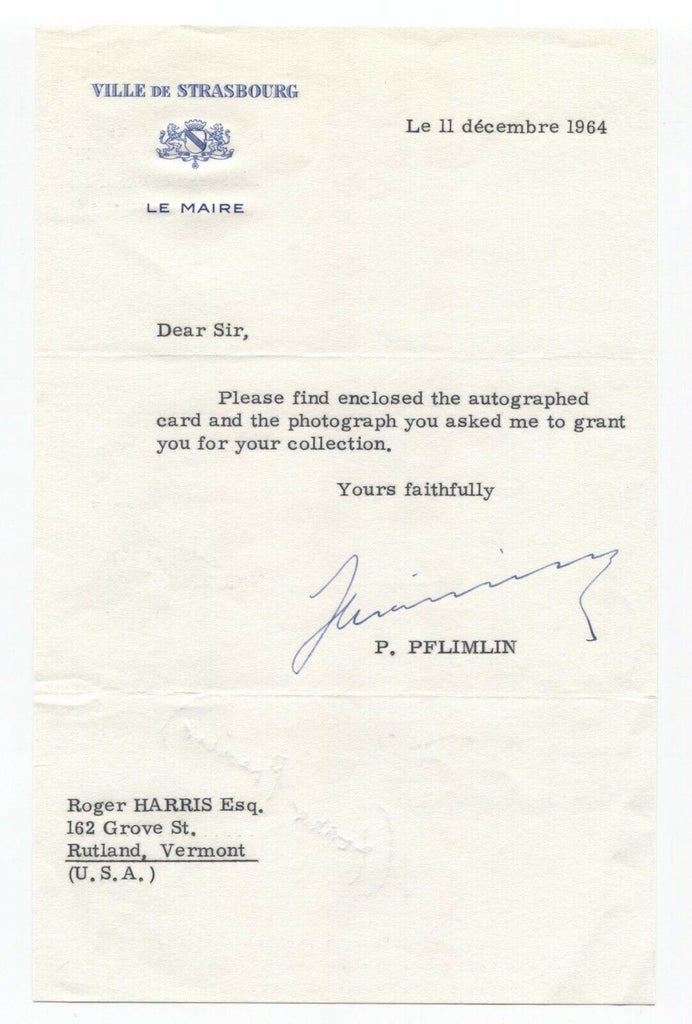 VILLE DE STRASBOURG
Le 11 décembre 1964
LE MAIRE
Dear Sir,
Please find enclosed the autographed
card and the photograph you asked me to grant
you for your collection.
Yours faithfully
P. PFLIMLIN
Roger HARRIS Esq.
162 Grove St.
Rutland, Vermont
(U.S.A.)